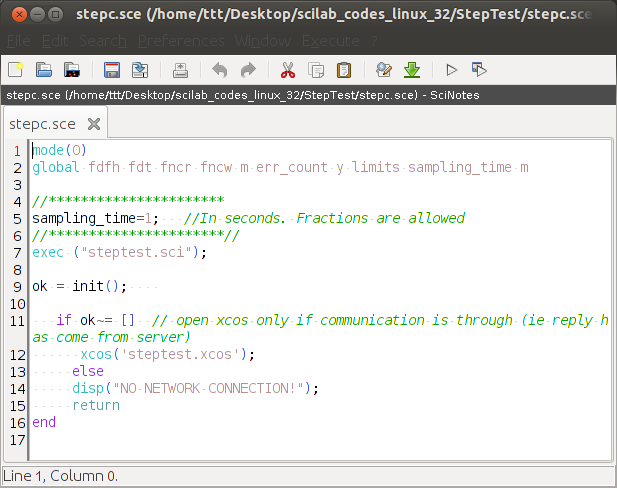 stepc.sce (/home/ttt/Desktop/scilab_codes_linux_32/StepTest/stepc.sce
File Edit Search Preferences Window Execute ?
stepc.sce (/home/ttt/Desktop/scilab_codes_linux_32/StepTest/stepc.sce) - SciNotes
stepc.sce
1 mode(0)
2 global fdfh fdt fncr fncw m err_count y limits sampling_time m
3
4 //**********************
5 sampling_time=1; //In seconds. Fractions are allowed
6 //**********************//
7 exec ("steptest.sci");
8
9 ok = init();
10
11 if ok~= [] // open xcos only if communication is through (ie reply h
as come from server)
12 xcos('steptest.xcos');
13 else
14 disp("NO NETWORK CONNECTION!");
15 return
16 end
17
Line 1, Column 0.